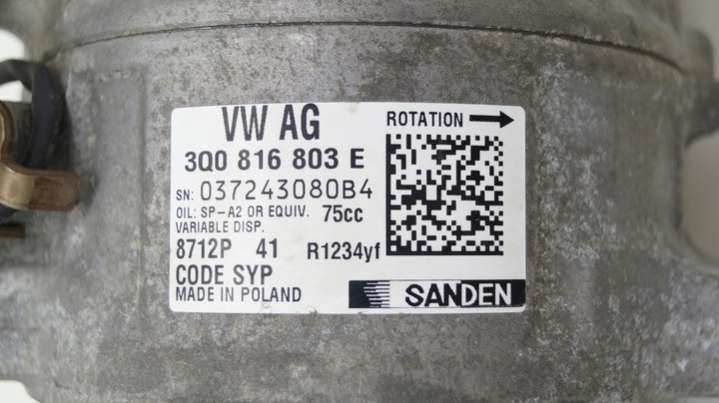 VW AG
ROTATION
3Q0 816 803 E
SN: 037243080B4
OIL: SP-A2 OR EQUIV. 75cc
VARIABLE DISP.
8712P 41 R1234yf
CODE SYP
MADE IN POLAND
SANDEN